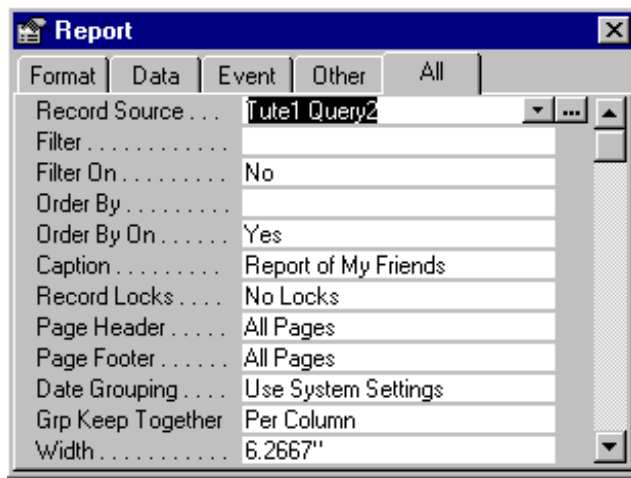 Report
Format Data Event Other All
Record Source . . . Tute1 Query2
Filter . . . . . . . . . . . .
Filter On . . . . . . . . . No
Order By . . . . . . . . .
Order By On . . . . . . Yes
Caption . . . . . . . . . Report of My Friends
Record Locks . . . . No Locks
Page Header . . . . . All Pages
Page Footer . . . . . . All Pages
Date Grouping . . . . Use System Settings
Grp Keep Together Per Column
Width . . . . . . . . . . . 6.2667"